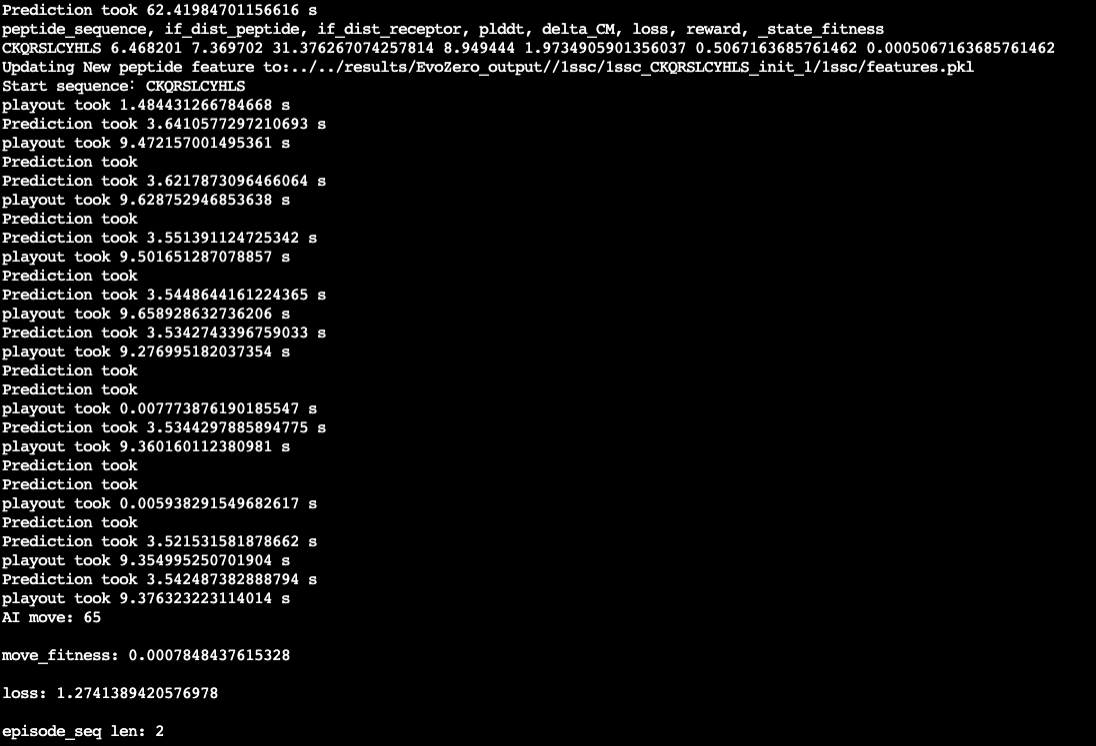 Prediction took 62.41984701156616 s
peptide_sequence, if_dist_peptide, if_dist_receptor, plddt, delta_CM, loss, reward, _state_fitness
CKQRSLCYHLS 6.468201 7.369702 31.376267074257814 8.949444 1.9734905901356037 0.5067163685761462 0.0005067163685761462
Updating New peptide feature to:../../results/EvoZero_output//1ssc/1ssc_CKQRSLCYHLS_init_1/1ssc/features.pkl
Start sequence: CKQRSLCYHLS
playout took 1.484431266784668 s
Prediction took 3.6410577297210693 s
playout took 9.472157001495361 s
Prediction took
Prediction took 3.6217873096466064 s
playout took 9.628752946853638 s
Prediction took
Prediction took 3.551391124725342 s
playout took 9.501651287078857 s
Prediction took
Prediction took 3.5448644161224365 s
playout took 9.658928632736206 s
Prediction took 3.5342743396759033 s
playout took 9.276995182037354 s
Prediction took
Prediction took
playout took 0.007773876190185547 s
Prediction took 3.5344297885894775 s
playout took 9.360160112380981 s
Prediction took
Prediction took
playout took 0.005938291549682617 s
Prediction took
Prediction took 3.521531581878662 s
playout took 9.354995250701904 s
Prediction took 3.542487382888794 s
playout took 9.376323223114014 s
AI move: 65
move_fitness: 0.0007848437615328
loss: 1.2741389420576978
episode_seq len: 2